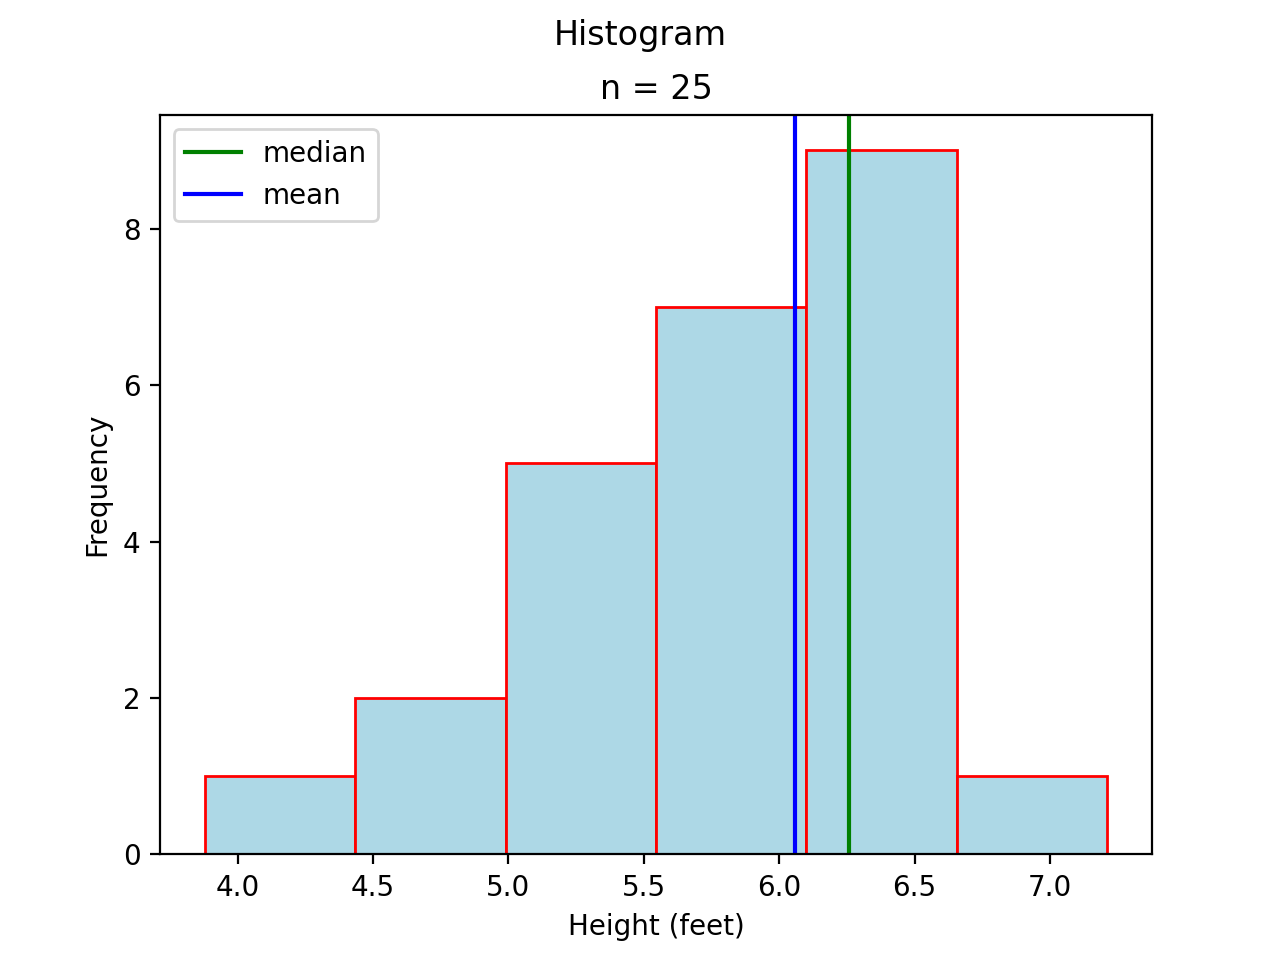 Histogram
n = 25
median
mean
8
6
4
2
0
Frequency
4.0 4.5 5.0 5.5 6.0 6.5 7.0
Height (feet)